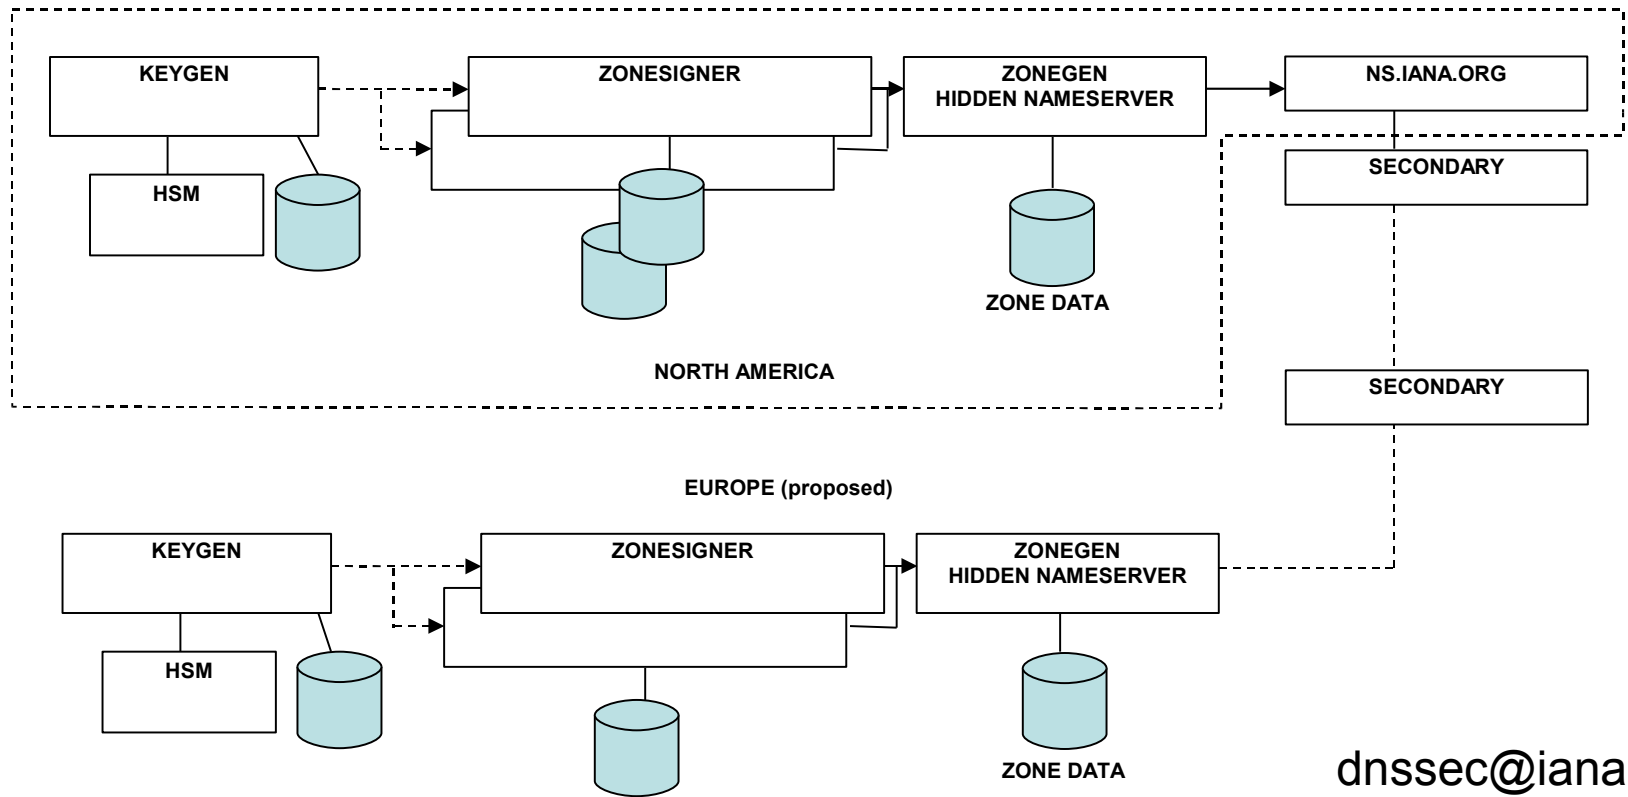 KEYGEN
ZONESIGNER
ZONEGEN
HIDDEN NAMESERVER
NS.IANA.ORG
HSM
SECONDARY
ZONE DATA
NORTH AMERICA
SECONDARY
EUROPE (proposed)
KEYGEN
ZONESIGNER
ZONEGEN
HIDDEN NAMESERVER
HSM
ZONE DATA
dnssec@iana